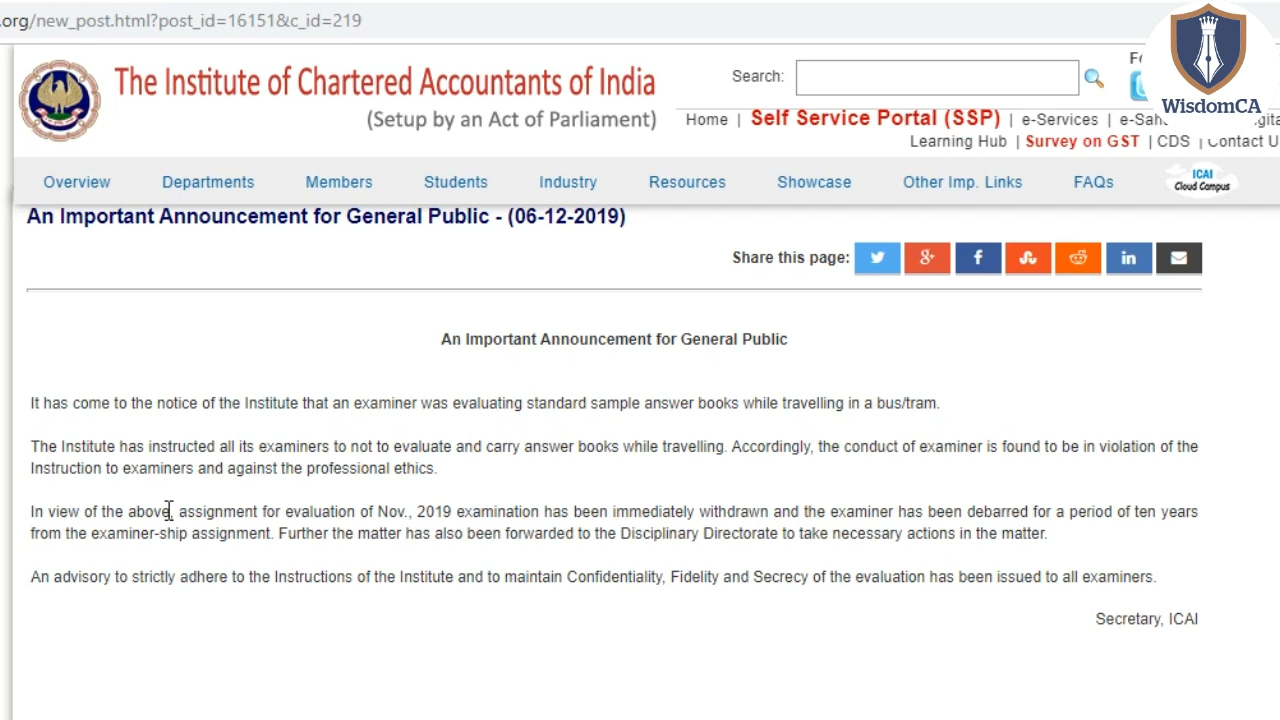 .org/new_post.html?post_id=16151&c_id=219
WisdomCA
The Institute of Chartered Accountants of India
(Setup by an Act of Parliament)
Search:
Home | Self Service Portal (SSP) | e-Services |
Learning Hub | Survey on GST | CDS | Contact U
Overview Departments Members Students Industry Resources Showcase Other Imp. Links FAQs ICAI Cloud Campus
An Important Announcement for General Public - (06-12-2019)
Share this page:
An Important Announcement for General Public
It has come to the notice of the Institute that an examiner was evaluating standard sample answer books while travelling in a bus/tram.
The Institute has instructed all its examiners to not to evaluate and carry answer books while travelling. Accordingly, the conduct of examiner is found to be in violation of the
Instruction to examiners and against the professional ethics.
In view of the above, assignment for evaluation of Nov., 2019 examination has been immediately withdrawn and the examiner has been debarred for a period of ten years
from the examiner-ship assignment. Further the matter has also been forwarded to the Disciplinary Directorate to take necessary actions in the matter.
An advisory to strictly adhere to the Instructions of the Institute and to maintain Confidentiality, Fidelity and Secrecy of the evaluation has been issued to all examiners.
Secretary, ICAI